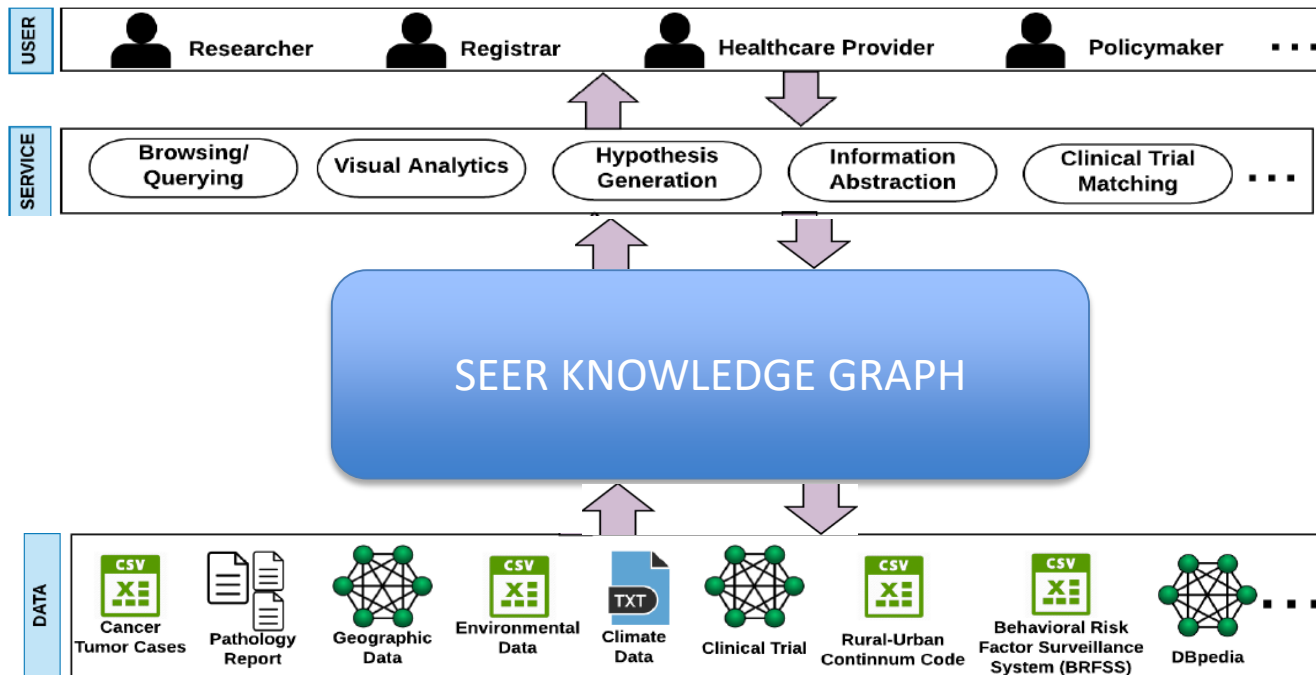 USER
Researcher
Registrar
Healthcare Provider
Policymaker
...
SERVICE
Browsing/
Querying
Visual Analytics
Hypothesis
Generation
Information
Abstraction
Clinical Trial
Matching
...
SEER KNOWLEDGE GRAPH
DATA
CSV
Cancer
Tumor Cases
Pathology
Report
Geographic
Data
CSV
Environmental
Data
TXT
Climate
Data
Clinical Trial
CSV
Rural-Urban
Continnum Code
CSV
Behavioral Risk
Factor Surveillance
System (BRFSS)
DBpedia
...